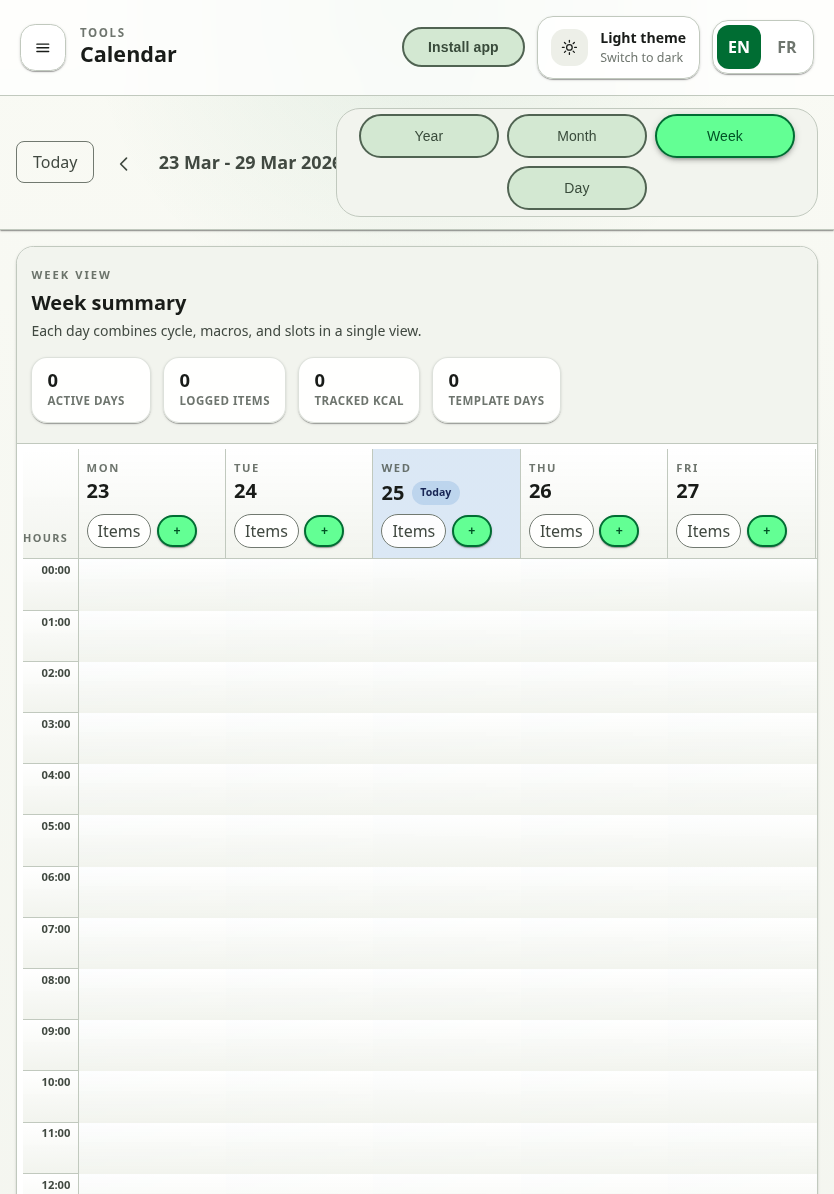 TOOLS
Calendar
Install app
Light theme
Switch to dark
EN
FR
Today
23 Mar - 29 Mar 2026
Year
Month
Week
Day
WEEK VIEW
Week summary
Each day combines cycle, macros, and slots in a single view.
0
ACTIVE DAYS
0
LOGGED ITEMS
0
TRACKED KCAL
0
TEMPLATE DAYS
HOURS
MON
23
Items
+
TUE
24
Items
+
WED
25 Today
Items
+
THU
26
Items
+
FRI
27
Items
+
00:00
01:00
02:00
03:00
04:00
05:00
06:00
07:00
08:00
09:00
10:00
11:00
12:00